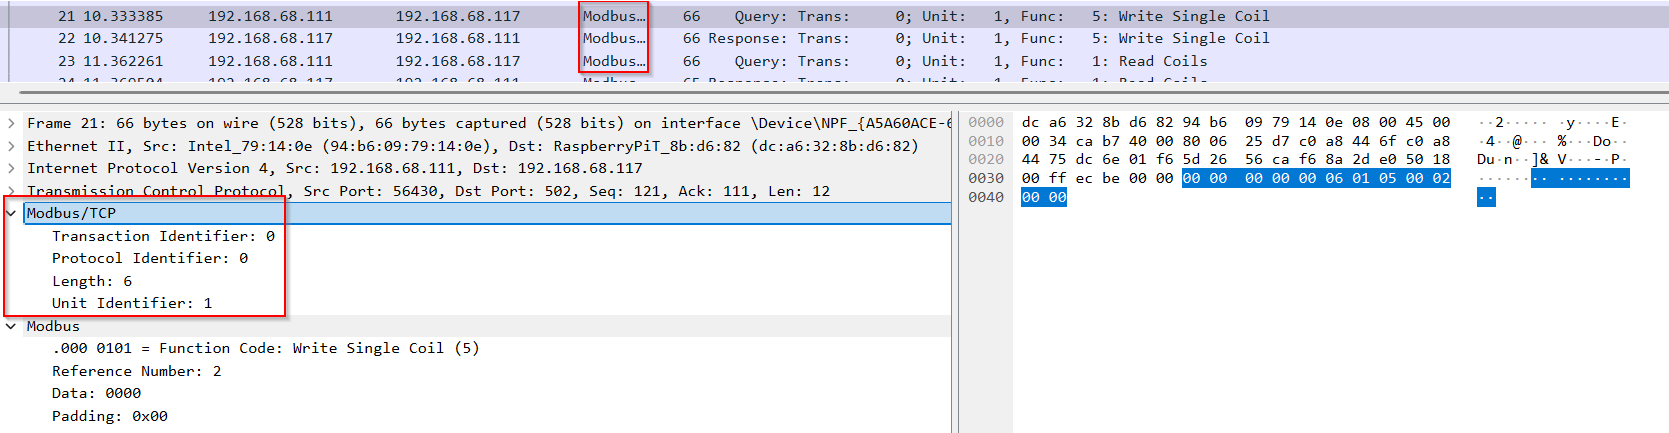 21 10.333385 192.168.68.111 192.168.68.117 Modbus… 66 Query: Trans: 0; Unit: 1, Func: 5: Write Single Coil
22 10.341275 192.168.68.117 192.168.68.111 Modbus… 66 Response: Trans: 0; Unit: 1, Func: 5: Write Single Coil
23 11.362261 192.168.68.111 192.168.68.117 Modbus… 66 Query: Trans: 0; Unit: 1, Func: 1: Read Coils
Frame 21: 66 bytes on wire (528 bits), 66 bytes captured (528 bits) on interface \Device\NPF_{A5A60ACE-
Ethernet II, Src: Intel_79:14:0e (94:b6:09:79:14:0e), Dst: RaspberryPiT_8b:d6:82 (dc:a6:32:8b:d6:82)
Internet Protocol Version 4, Src: 192.168.68.111, Dst: 192.168.68.117
Transmission Control Protocol, Src Port: 56430, Dst Port: 502, Seq: 121, Ack: 111, Len: 12
Modbus/TCP
Transaction Identifier: 0
Protocol Identifier: 0
Length: 6
Unit Identifier: 1
Modbus
.000 0101 = Function Code: Write Single Coil (5)
Reference Number: 2
Data: 0000
Padding: 0x00
0000 dc a6 32 8b d6 82 94 b6 09 79 14 0e 08 00 45 00 ··2····· ·y····E·
0010 00 34 ca b7 40 00 80 06 25 d7 c0 a8 44 6f c0 a8 ·4··@··· %···Do··
0020 44 75 dc 6e 01 f6 5d 26 56 ca f6 8a 2d e0 50 18 Du·n··]& V···-·P·
0030 00 ff ec be 00 00 00 00 00 00 00 06 01 05 00 02 ········ ········
0040 00 00 ··